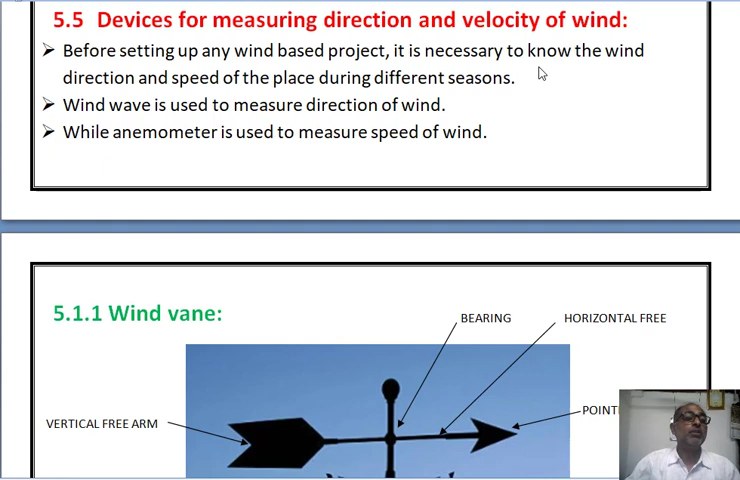 5.5 Devices for measuring direction and velocity of wind:
➢ Before setting up any wind based project, it is necessary to know the wind
direction and speed of the place during different seasons.
➢ Wind wave is used to measure direction of wind.
➢ While anemometer is used to measure speed of wind.
5.1.1 Wind vane:
BEARING
HORIZONTAL FREE
VERTICAL FREE ARM